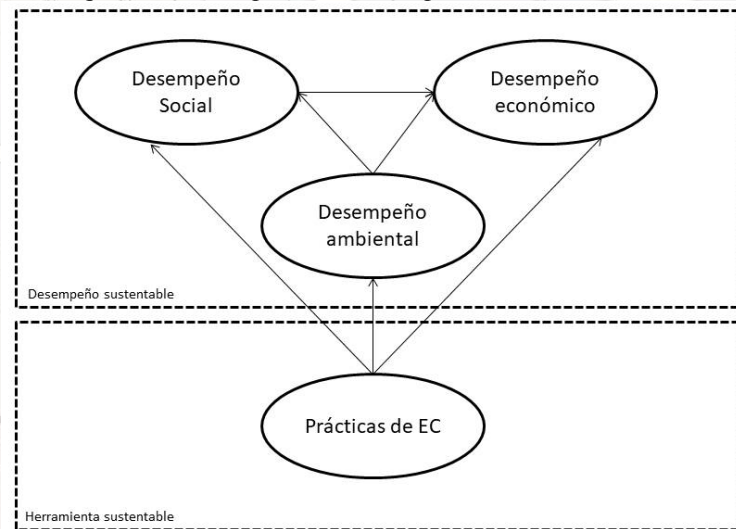 Desempeño
Social
Desempeño
económico
Desempeño
ambiental
Desempeño sustentable
Prácticas de EC
Herramienta sustentable